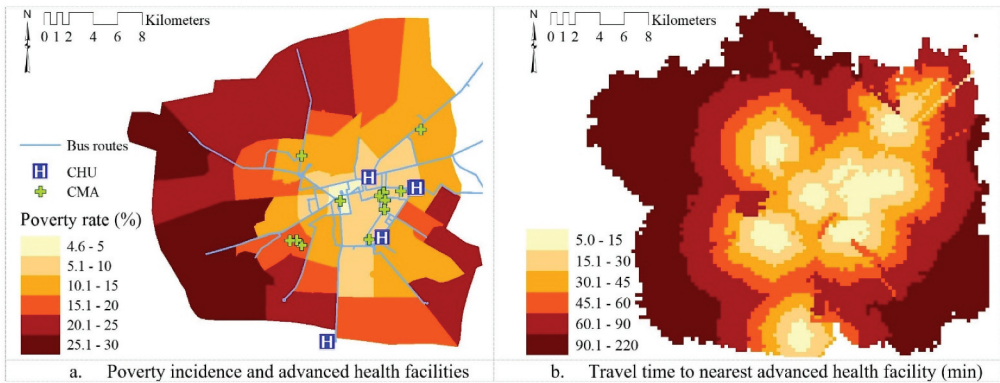 N
Kilometers
0 1 2 4 6 8
Bus routes
H CHU
CMA
Poverty rate (%)
4.6 - 5
5.1 - 10
10.1 - 15
15.1 - 20
20.1 - 25
25.1 - 30
H
H
H
H
a. Poverty incidence and advanced health facilities
N
Kilometers
0 1 2 4 6 8
5.0 - 15
15.1 - 30
30.1 - 45
45.1 - 60
60.1 - 90
90.1 - 220
b. Travel time to nearest advanced health facility (min)